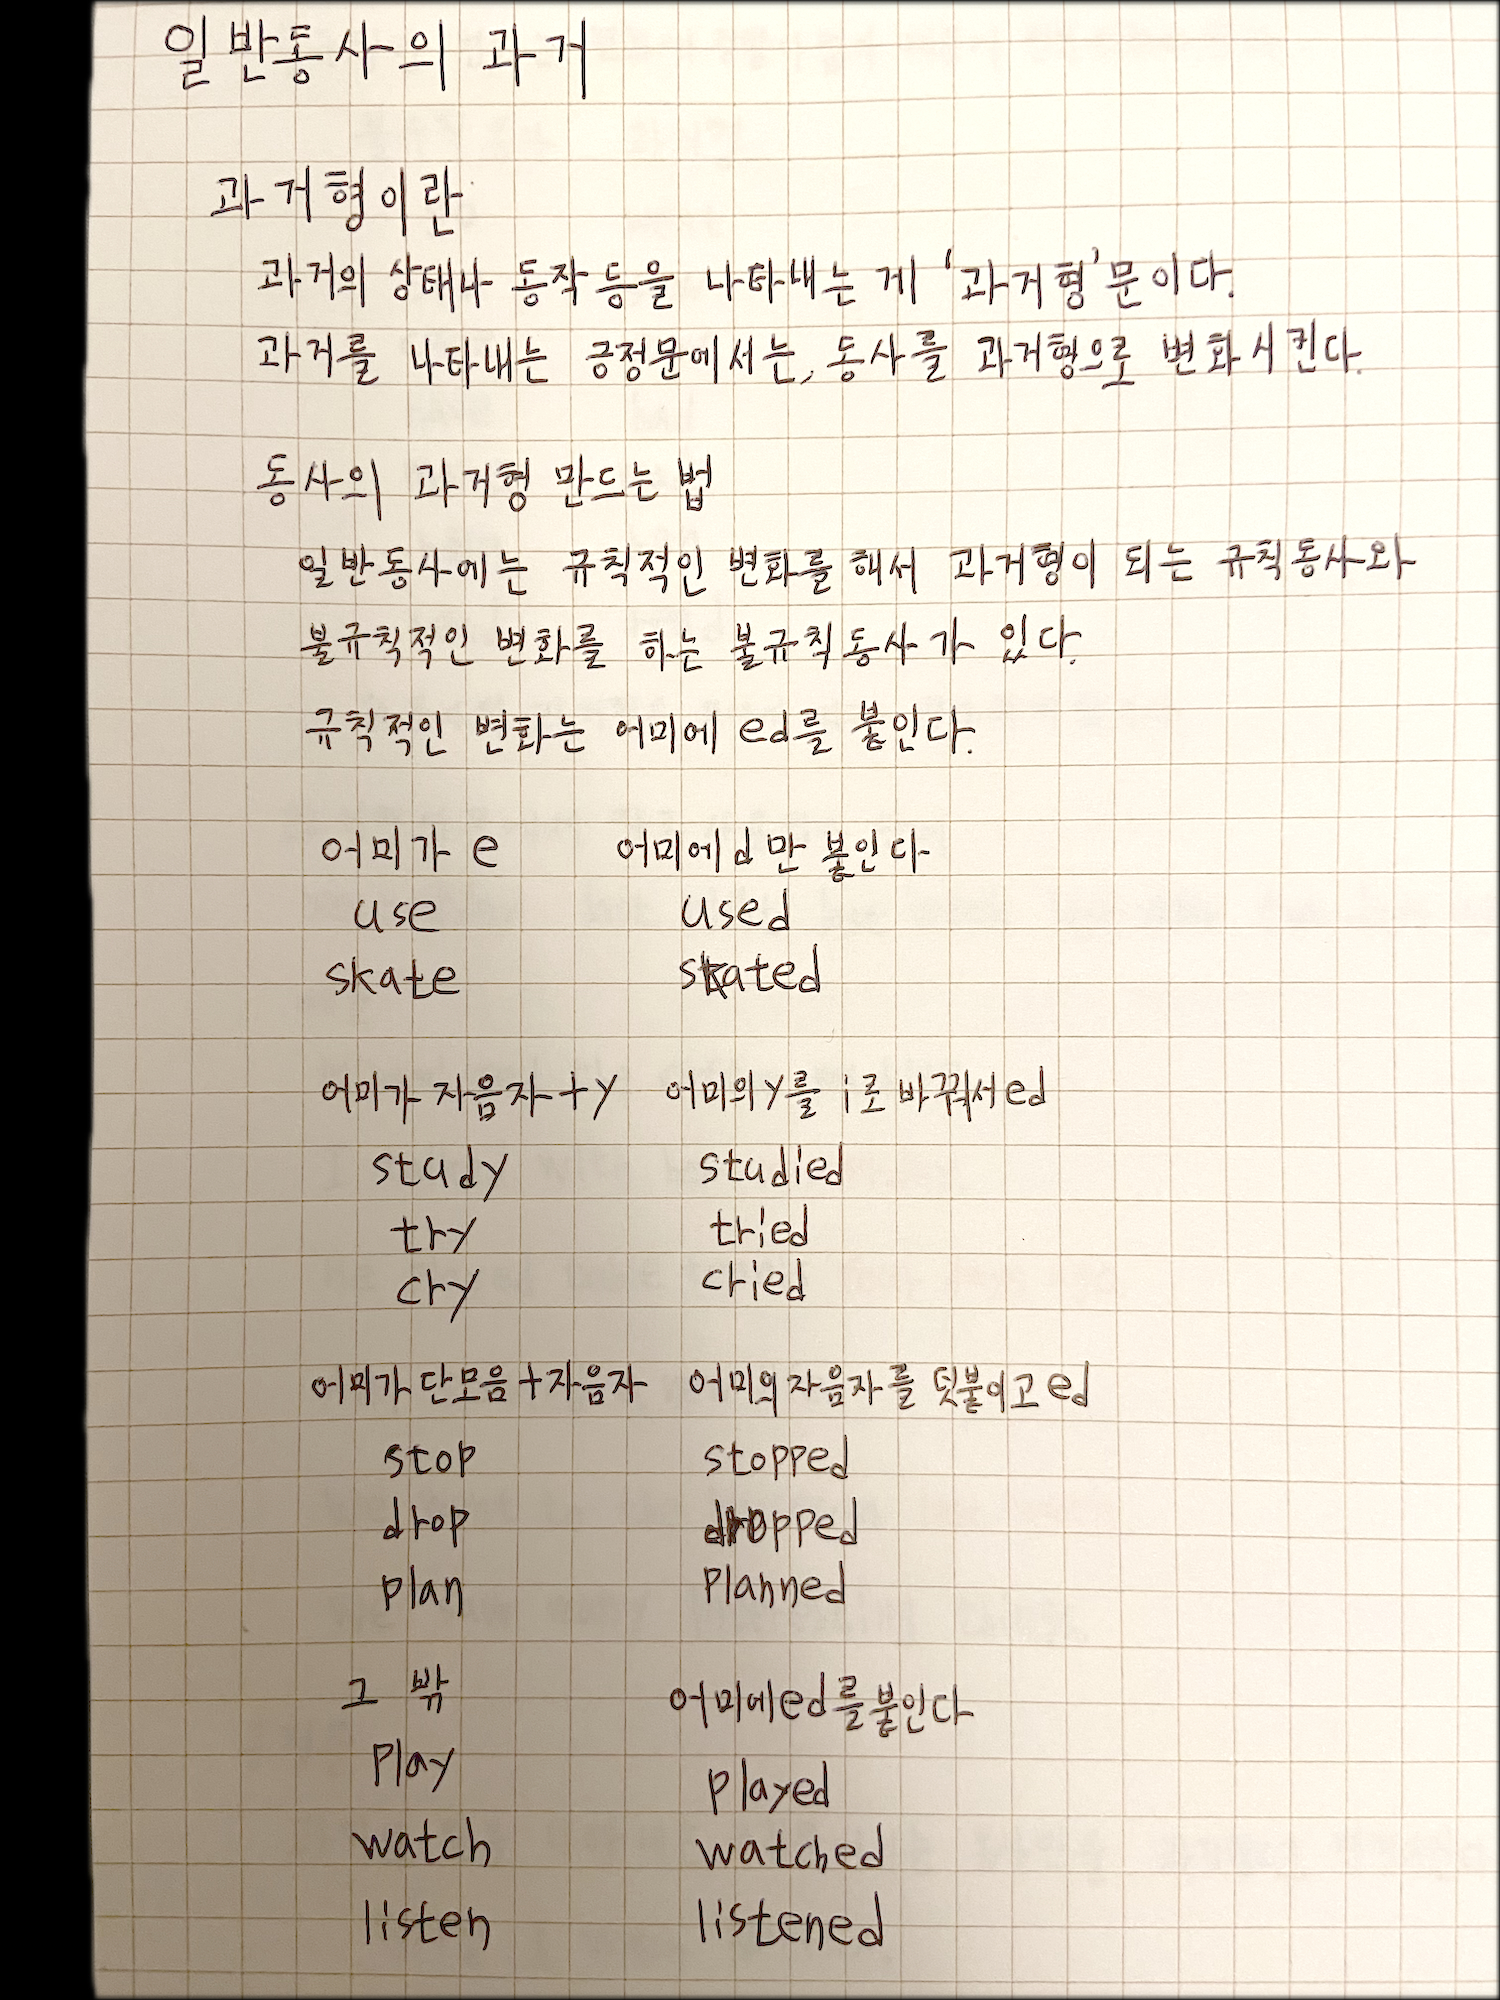 일반동사의 과거
과거형이란
과거의 상태나 동작 등을 나타내는 게 '과거형'문이다.
과거를 나타내는 긍정문에서는, 동사를 과거형으로 변화시킨다.
동사의 과거형 만드는 법
일반동사에는 규칙적인 변화를 해서 과거형이 되는 규칙동사와
불규칙적인 변화를 하는 불규칙동사가 있다.
규칙적인 변화는 어미에 ed를 붙인다.
어미가 e 어미에 d만 붙인다
use used
skate skated
어미가 자음자+y 어미의 y를 i로 바꿔서 ed
study studied
try tried
cry cried
어미가 단모음+자음자 어미의 자음자를 덧붙이고 ed
stop stopped
drop dropped
plan planned
그 밖 어미에 ed를 붙인다
play played
watch watched
listen listened